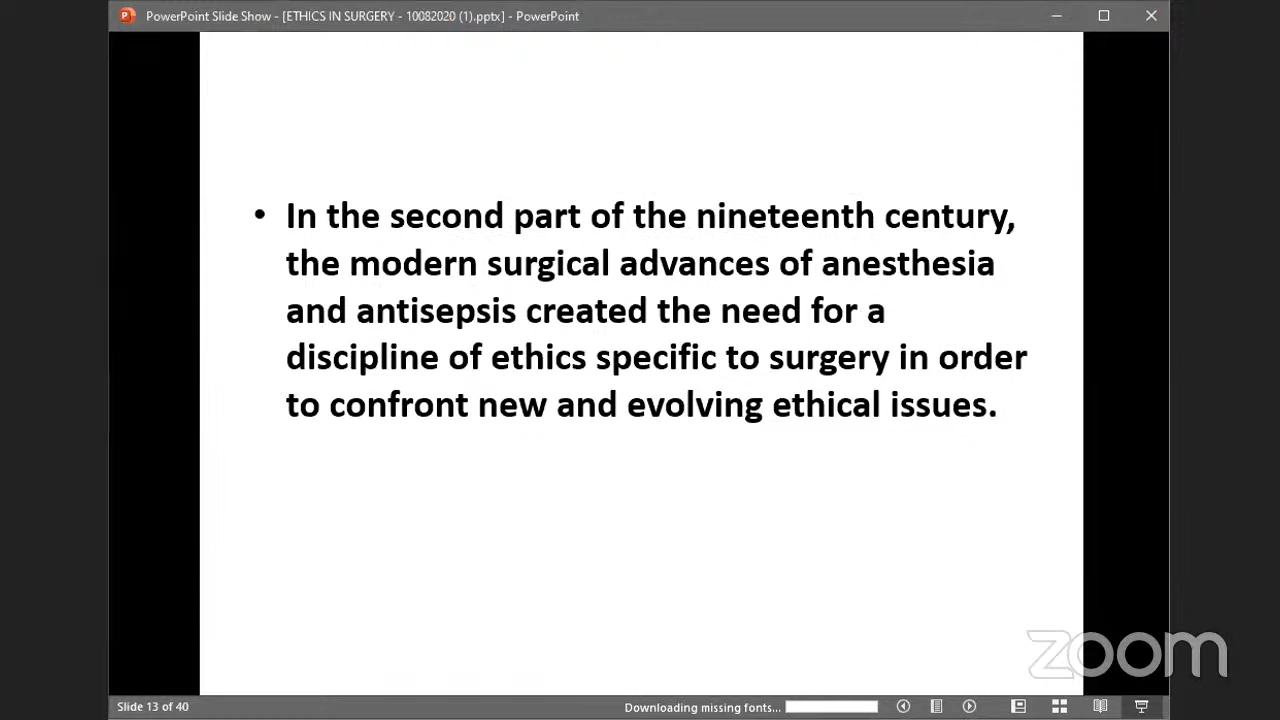 PowerPoint Slide Show - [ETHICS IN SURGERY - 10082020 (1).pptx] - PowerPoint
• In the second part of the nineteenth century,
the modern surgical advances of anesthesia
and antisepsis created the need for a
discipline of ethics specific to surgery in order
to confront new and evolving ethical issues.
zoom
Slide 13 of 40
Downloading missing fonts...